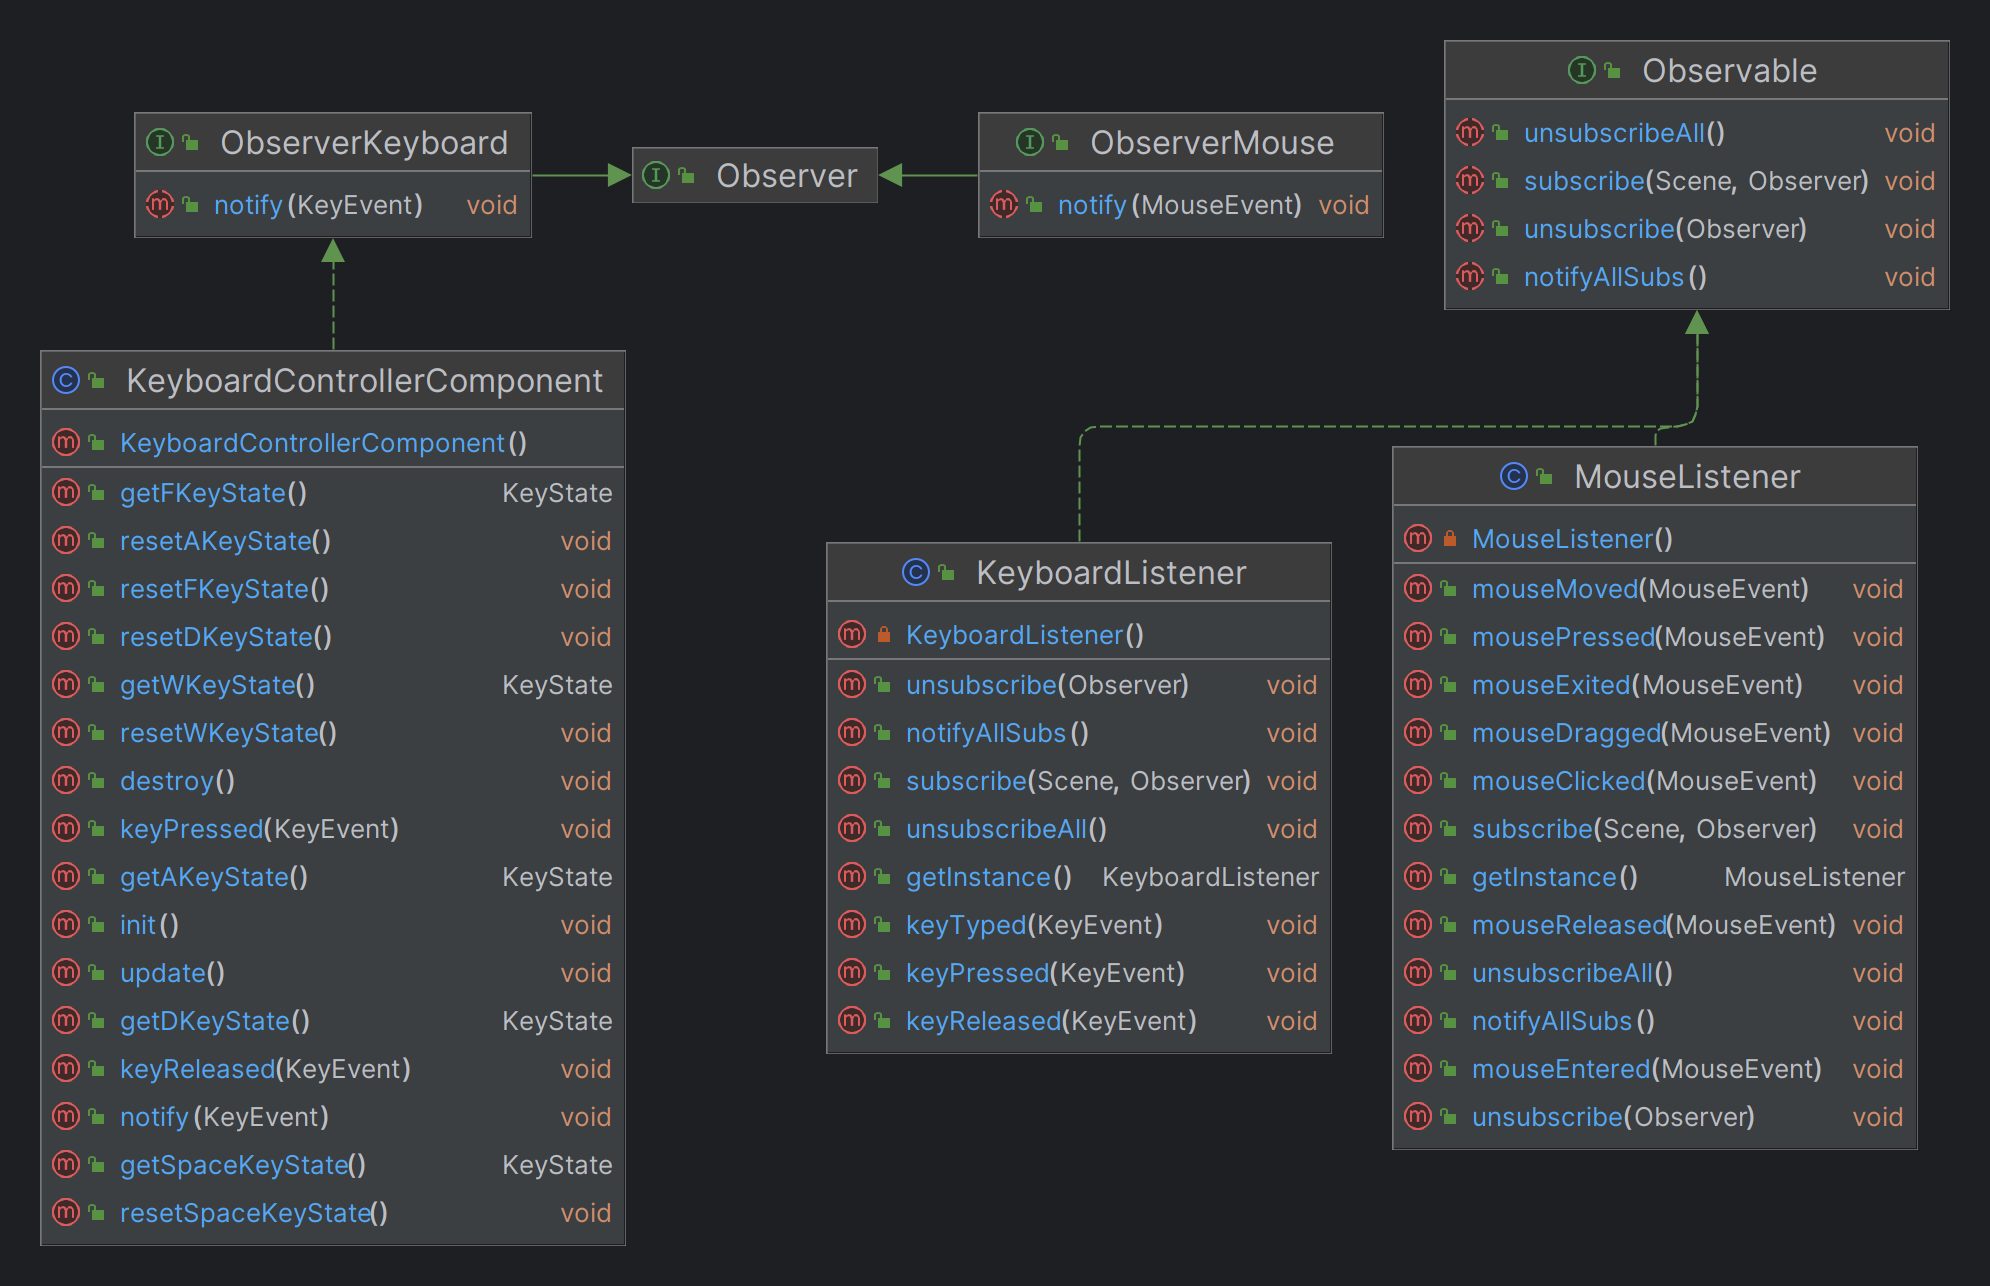 ObserverKeyboard
notify(KeyEvent) void
Observer
ObserverMouse
notify(MouseEvent) void
Observable
unsubscribeAll() void
subscribe(Scene, Observer) void
unsubscribe(Observer) void
notifyAllSubs() void
KeyboardControllerComponent
KeyboardControllerComponent()
getFKeyState() KeyState
resetAKeyState() void
resetFKeyState() void
resetDKeyState() void
getWKeyState() KeyState
resetWKeyState() void
destroy() void
keyPressed(KeyEvent) void
getAKeyState() KeyState
init() void
update() void
getDKeyState() KeyState
keyReleased(KeyEvent) void
notify(KeyEvent) void
getSpaceKeyState() KeyState
resetSpaceKeyState() void
KeyboardListener
KeyboardListener()
unsubscribe(Observer) void
notifyAllSubs() void
subscribe(Scene, Observer) void
unsubscribeAll() void
getInstance() KeyboardListener
keyTyped(KeyEvent) void
keyPressed(KeyEvent) void
keyReleased(KeyEvent) void
MouseListener
MouseListener()
mouseMoved(MouseEvent) void
mousePressed(MouseEvent) void
mouseExited(MouseEvent) void
mouseDragged(MouseEvent) void
mouseClicked(MouseEvent) void
subscribe(Scene, Observer) void
getInstance() MouseListener
mouseReleased(MouseEvent) void
unsubscribeAll() void
notifyAllSubs() void
mouseEntered(MouseEvent) void
unsubscribe(Observer) void